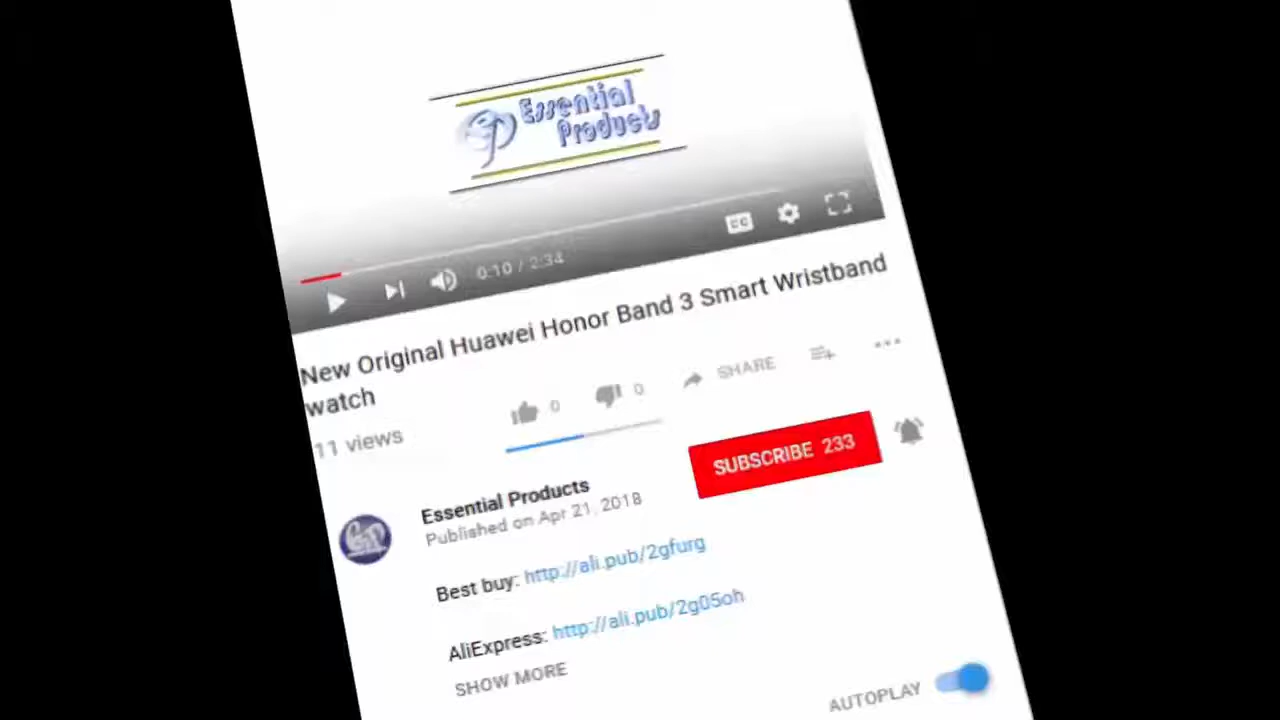 Essential
Products
CC
0:10 / 2:34
New Original Huawei Honor Band 3 Smart Wristband
watch
11 views
0
0
SHARE
SUBSCRIBE 233
Essential Products
Published on Apr 21, 2018
Best buy: http://ali.pub/2gfurg
AliExpress: http://ali.pub/2g05oh
SHOW MORE
AUTOPLAY